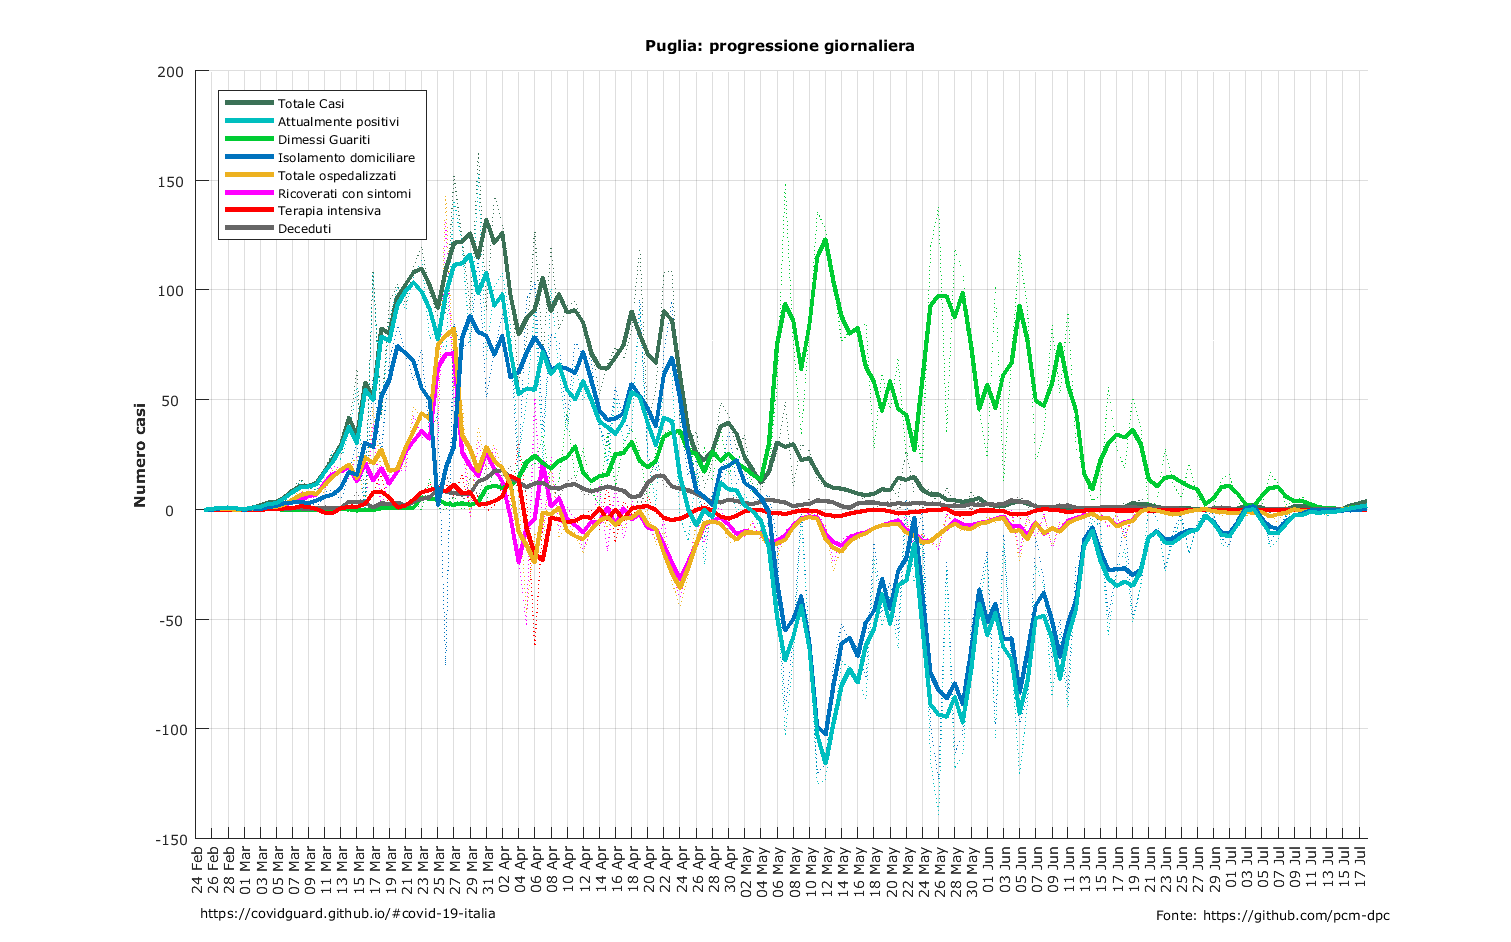 Puglia: progressione giornaliera
200
150
100
50
0
-50
-100
-150
Numero casi
Totale Casi
Attualmente positivi
Dimessi Guariti
Isolamento domiciliare
Totale ospedalizzati
Ricoverati con sintomi
Terapia intensiva
Deceduti
24 Feb
26 Feb
28 Feb
01 Mar
03 Mar
05 Mar
07 Mar
09 Mar
11 Mar
13 Mar
15 Mar
17 Mar
19 Mar
21 Mar
23 Mar
25 Mar
27 Mar
29 Mar
31 Mar
02 Apr
04 Apr
06 Apr
08 Apr
10 Apr
12 Apr
14 Apr
16 Apr
18 Apr
20 Apr
22 Apr
24 Apr
26 Apr
28 Apr
30 Apr
02 May
04 May
06 May
08 May
10 May
12 May
14 May
16 May
18 May
20 May
22 May
24 May
26 May
28 May
30 May
01 Jun
03 Jun
05 Jun
07 Jun
09 Jun
11 Jun
13 Jun
15 Jun
17 Jun
19 Jun
21 Jun
23 Jun
25 Jun
27 Jun
29 Jun
01 Jul
03 Jul
05 Jul
07 Jul
09 Jul
11 Jul
13 Jul
15 Jul
17 Jul
https://covidguard.github.io/#covid-19-italia
Fonte: https://github.com/pcm-dpc